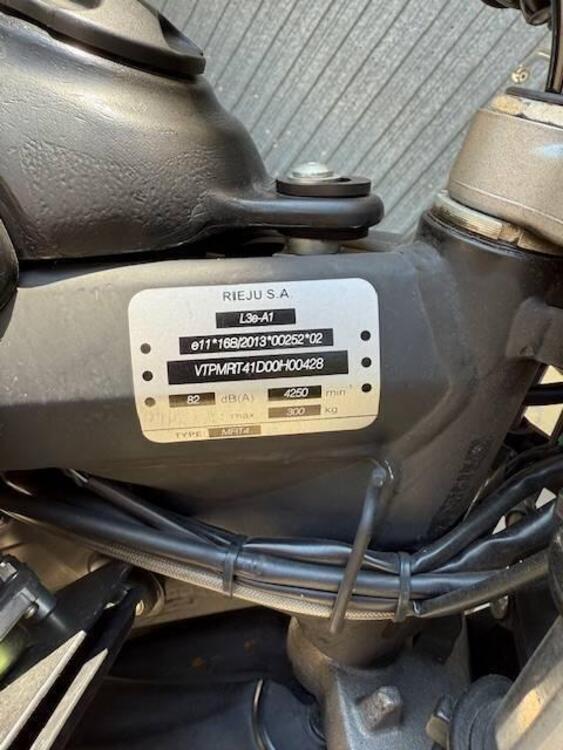 RIEJU S.A
L3e-A1
e11*168/2013*00252*02
VTPMRT41D00H00428
82 dB(A) 4250 min⁻¹
max 300 kg
TYPE: MRT4